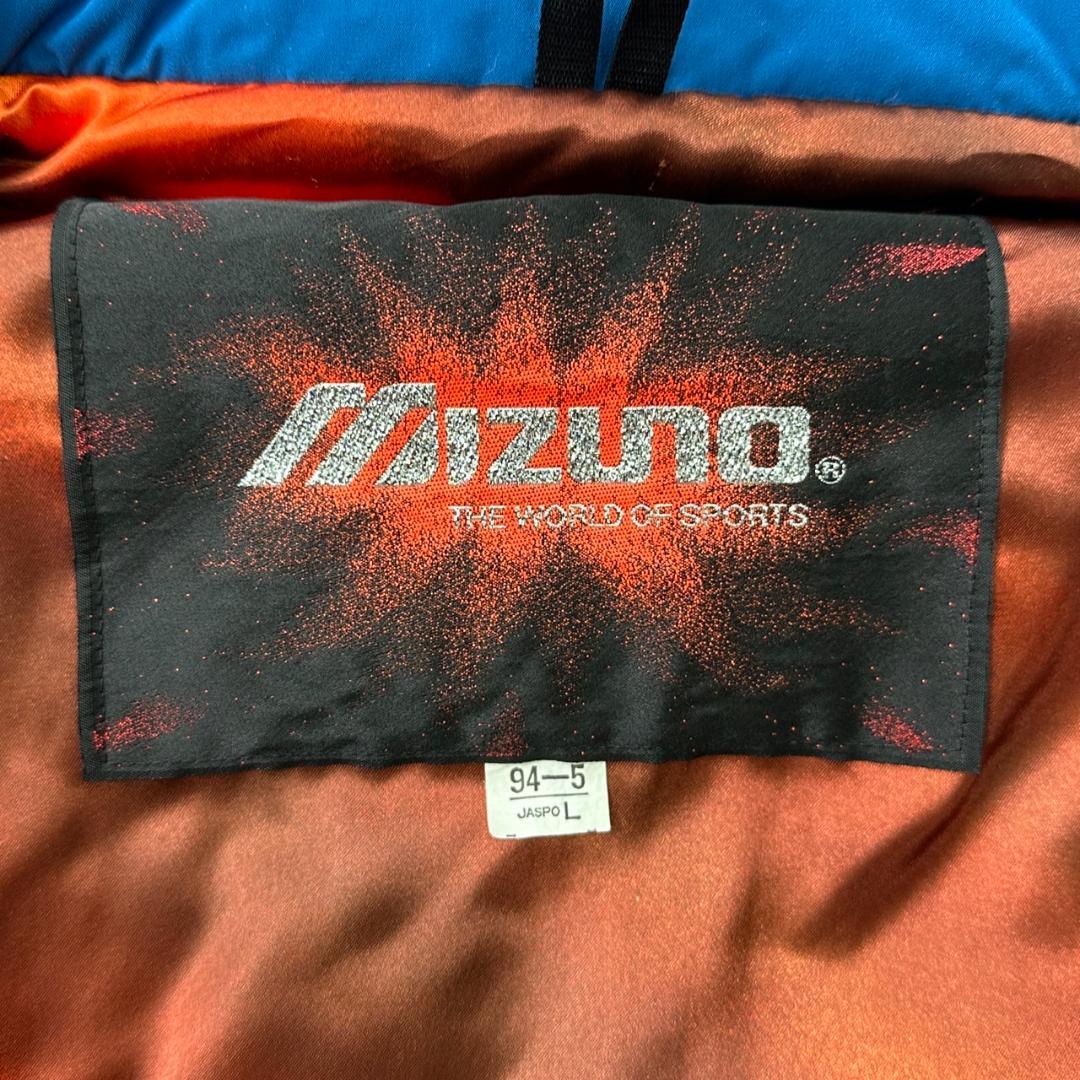 MIZUNO®
THE WORLD OF SPORTS
94-5
JASPO L